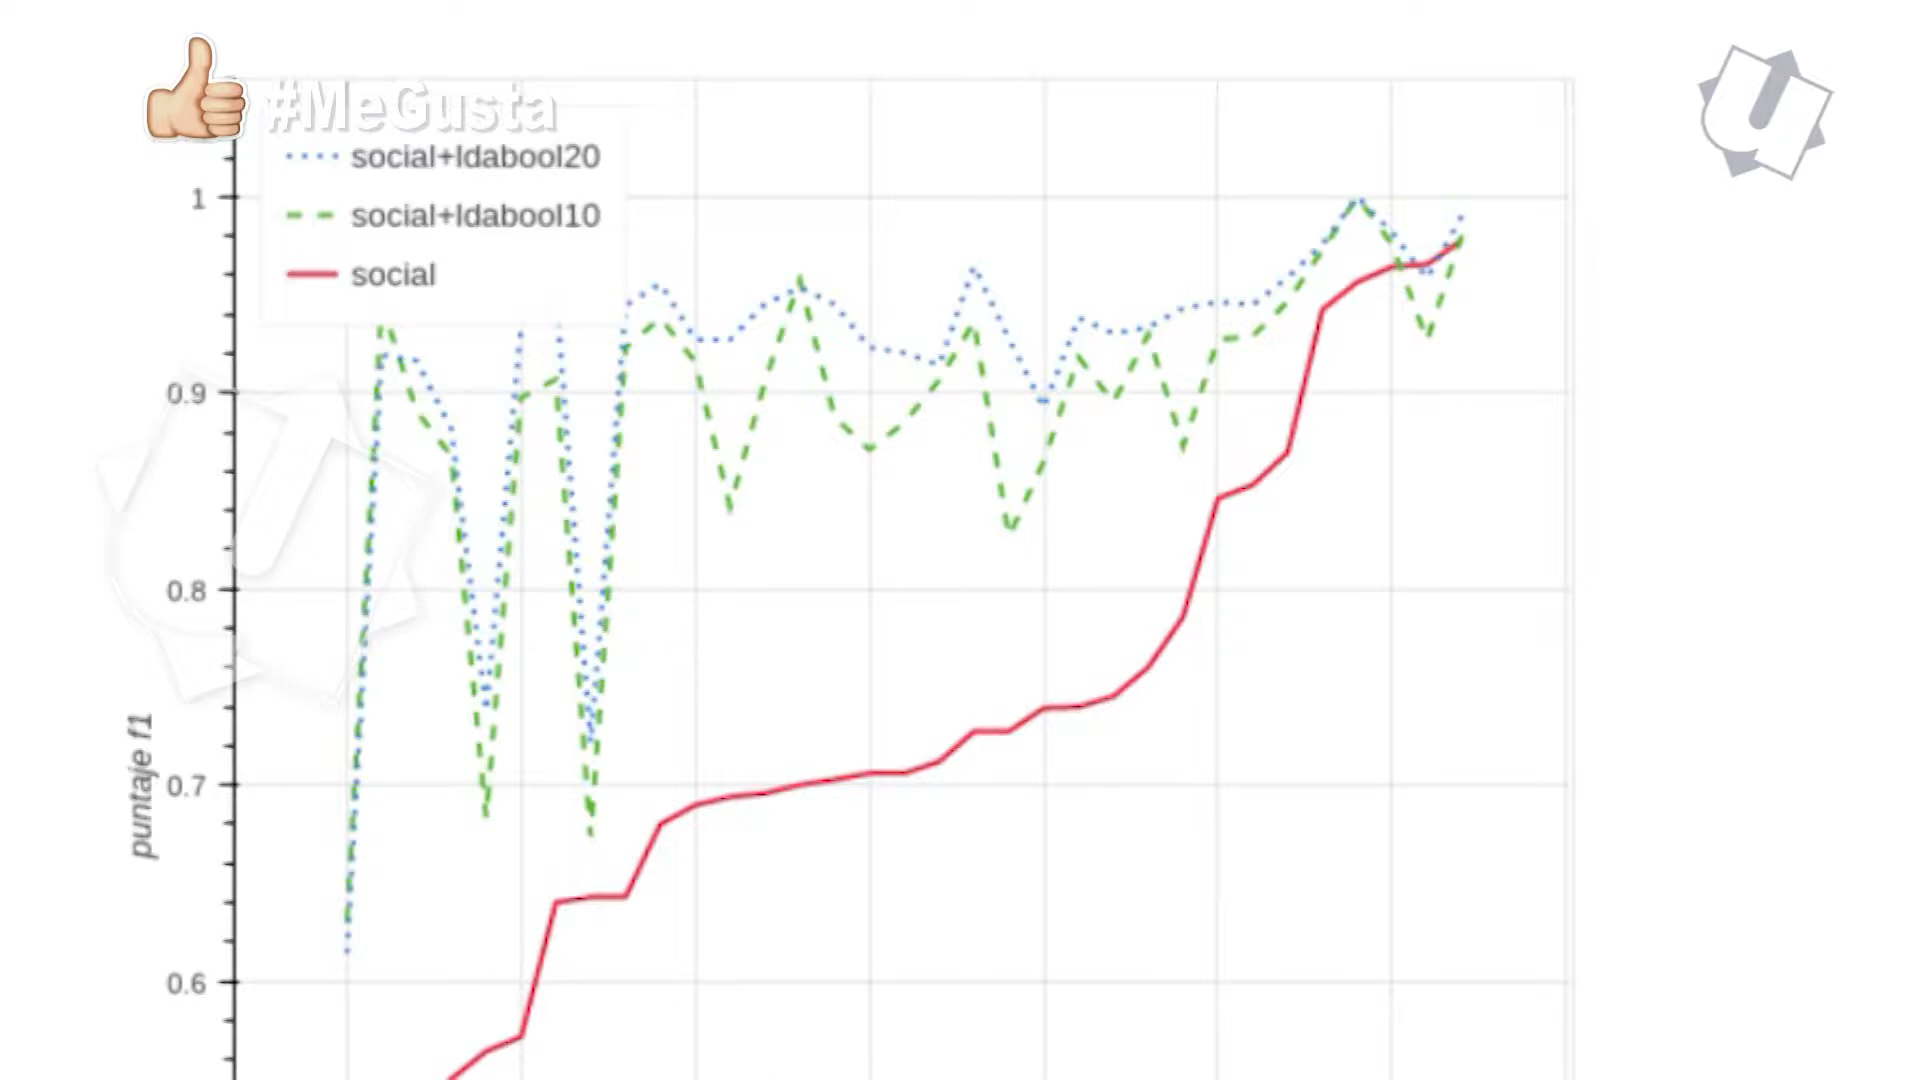 #MeGusta
social+ldabool20
social+ldabool10
social
1
0.9
0.8
0.7
0.6
puntaje f1